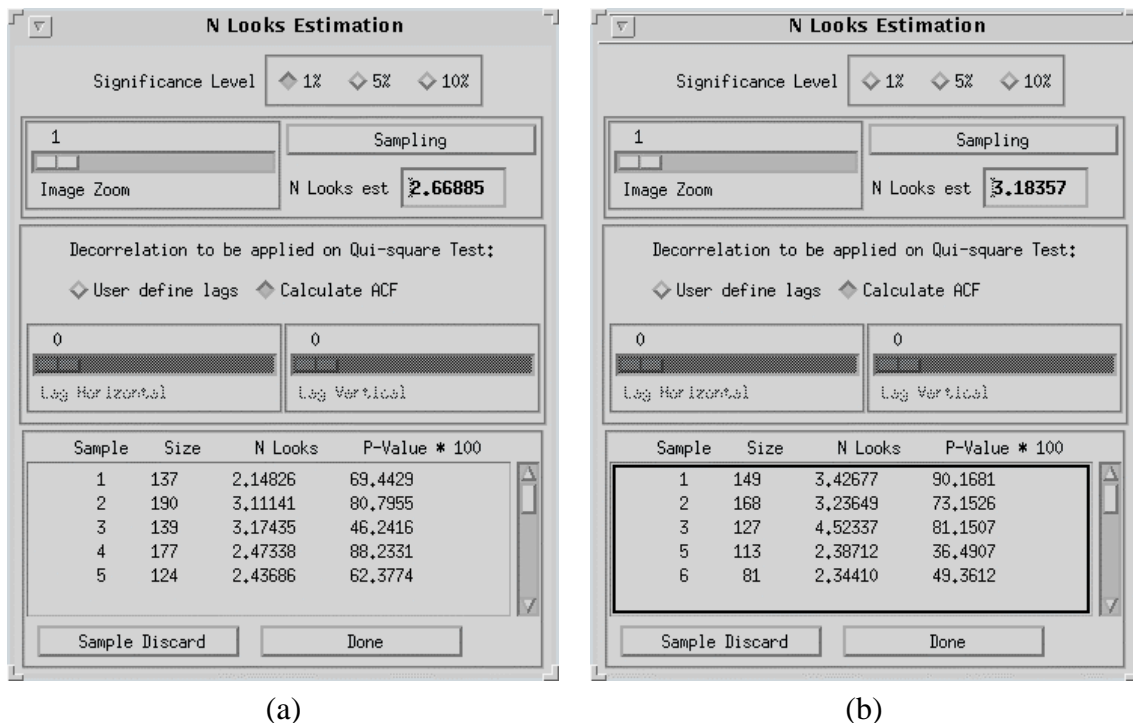 N Looks Estimation
Significance Level 1% 5% 10%
1
Image Zoom
Sampling
N Looks est 2.66885
Decorrelation to be applied on Qui-square Test:
User define lags Calculate ACF
0
Lag Horizontal
0
Lag Vertical
Sample Size N Looks P-Value * 100
1 137 2.14826 69.4429
2 190 3.11141 80.7955
3 139 3.17435 46.2416
4 177 2.47338 88.2331
5 124 2.43686 62.3774
Sample Discard Done
(a)
N Looks Estimation
Significance Level 1% 5% 10%
1
Image Zoom
Sampling
N Looks est 3.18357
Decorrelation to be applied on Qui-square Test:
User define lags Calculate ACF
0
Lag Horizontal
0
Lag Vertical
Sample Size N Looks P-Value * 100
1 149 3.42677 90.1681
2 168 3.23649 73.1526
3 127 4.52337 81.1507
5 113 2.38712 36.4907
6 81 2.34410 49.3612
Sample Discard Done
(b)